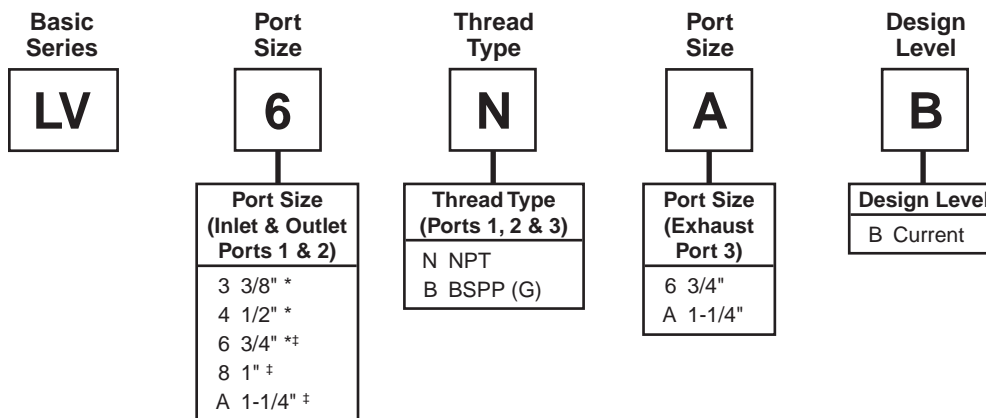 Basic
Series
Port
Size
Thread
Type
Port
Size
Design
Level
LV
6
N
A
B
Port Size
(Inlet & Outlet
Ports 1 & 2)
3 3/8" *
4 1/2" *
6 3/4" *‡
8 1" ‡
A 1-1/4" ‡
Thread Type
(Ports 1, 2 & 3)
N NPT
B BSPP (G)
Port Size
(Exhaust
Port 3)
6 3/4"
A 1-1/4"
Design Level
B Current